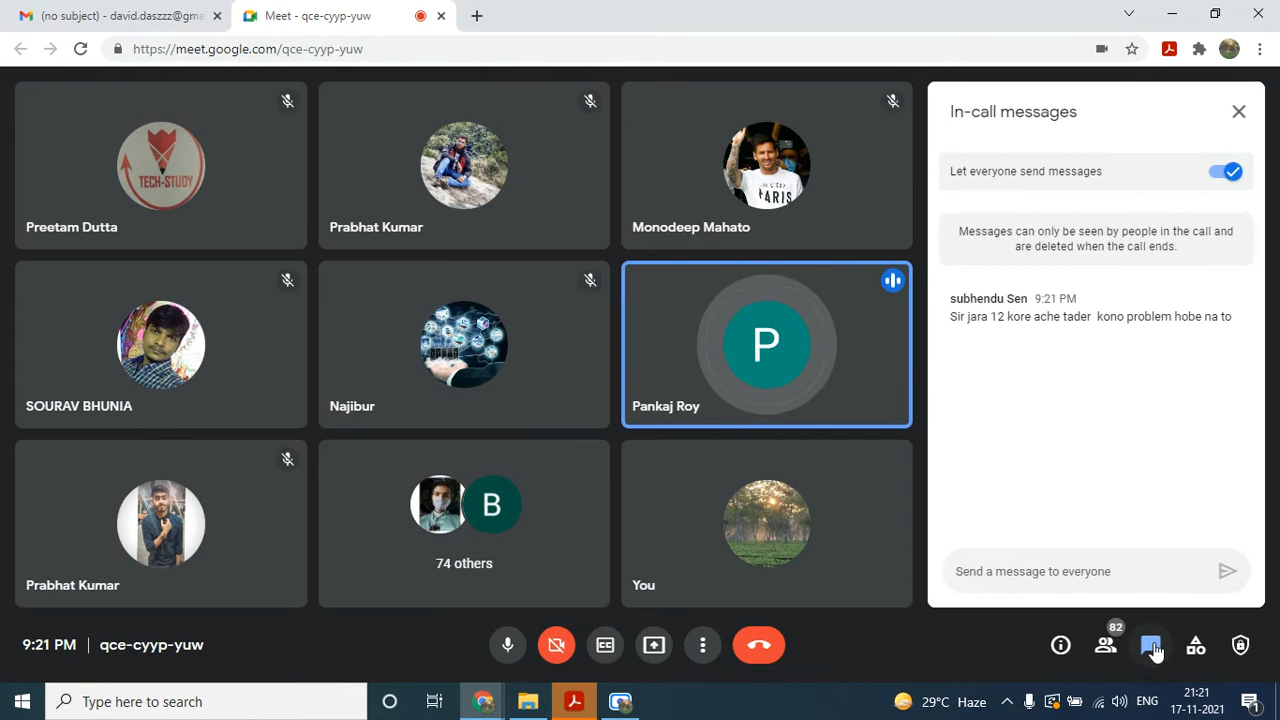 (no subject) - david.daszzz@gma
Meet - qce-cyyp-yuw
https://meet.google.com/qce-cyyp-yuw
TECH-STUDY
Preetam Dutta
Prabhat Kumar
PARIS
Monodeep Mahato
SOURAV BHUNIA
Najibur
P
Pankaj Roy
Prabhat Kumar
B
74 others
You
In-call messages
Let everyone send messages
Messages can only be seen by people in the call and
are deleted when the call ends.
subhendu Sen 9:21 PM
Sir jara 12 kore ache tader kono problem hobe na to
Send a message to everyone
9:21 PM | qce-cyyp-yuw
CC
82
Type here to search
29°C Haze
ENG
21:21
17-11-2021
1